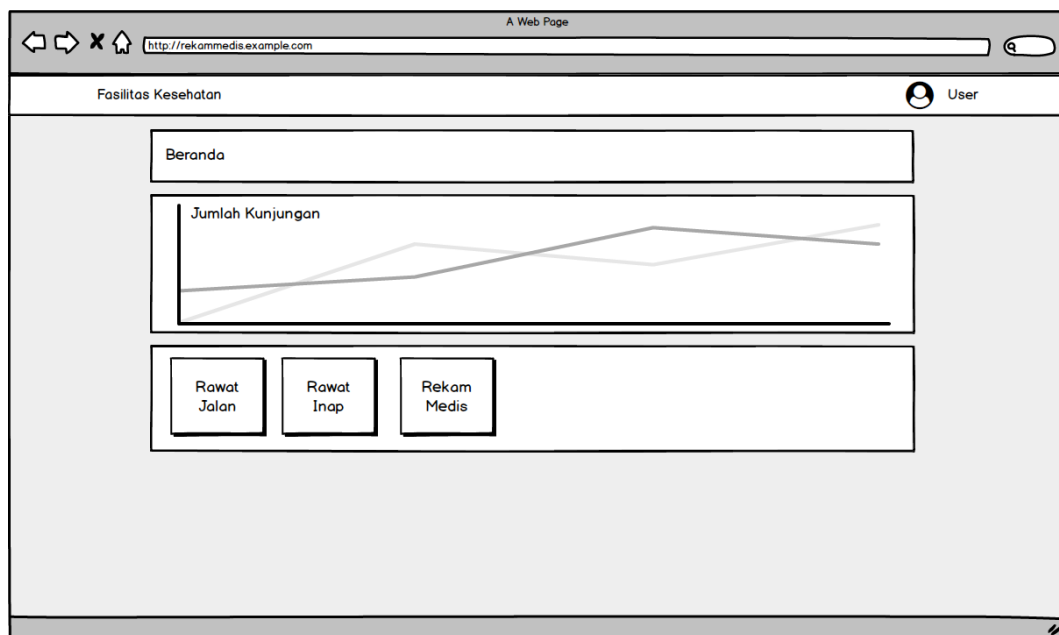 A Web Page
http://rekammedis.example.com
Fasilitas Kesehatan
User
Beranda
Jumlah Kunjungan
Rawat
Jalan
Rawat
Inap
Rekam
Medis